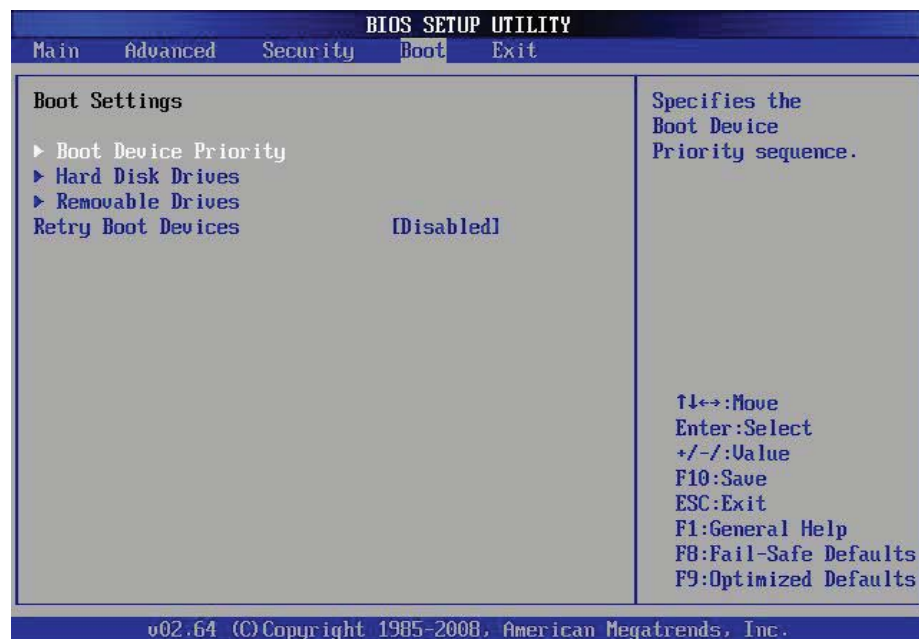 BIOS SETUP UTILITY
Main Advanced Security Boot Exit
Boot Settings
▶ Boot Device Priority
▶ Hard Disk Drives
▶ Removable Drives
Retry Boot Devices [Disabled]
Specifies the
Boot Device
Priority sequence.
↑↓←→:Move
Enter:Select
+/-/:Value
F10:Save
ESC:Exit
F1:General Help
F8:Fail-Safe Defaults
F9:Optimized Defaults
v02.64 (C)Copyright 1985-2008, American Megatrends, Inc.